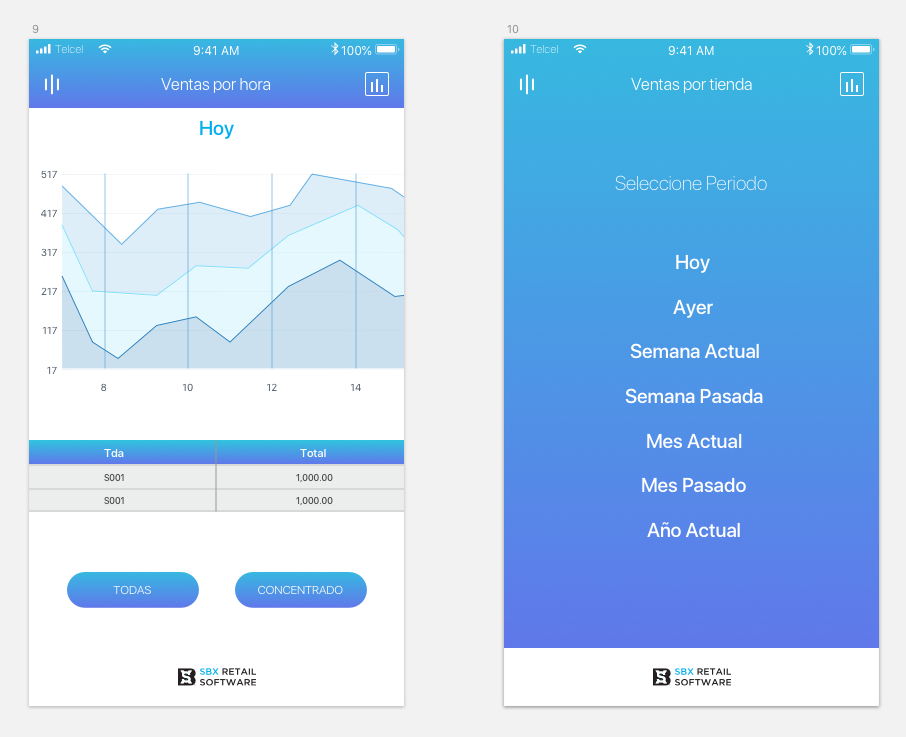 9
Telcel 9:41 AM 100%
Ventas por hora
Hoy
517
417
317
217
117
17
8 10 12 14
Tda Total
S001 1,000.00
S001 1,000.00
TODAS CONCENTRADO
SBX RETAIL
SOFTWARE
10
Telcel 9:41 AM 100%
Ventas por tienda
Seleccione Periodo
Hoy
Ayer
Semana Actual
Semana Pasada
Mes Actual
Mes Pasado
Año Actual
SBX RETAIL
SOFTWARE